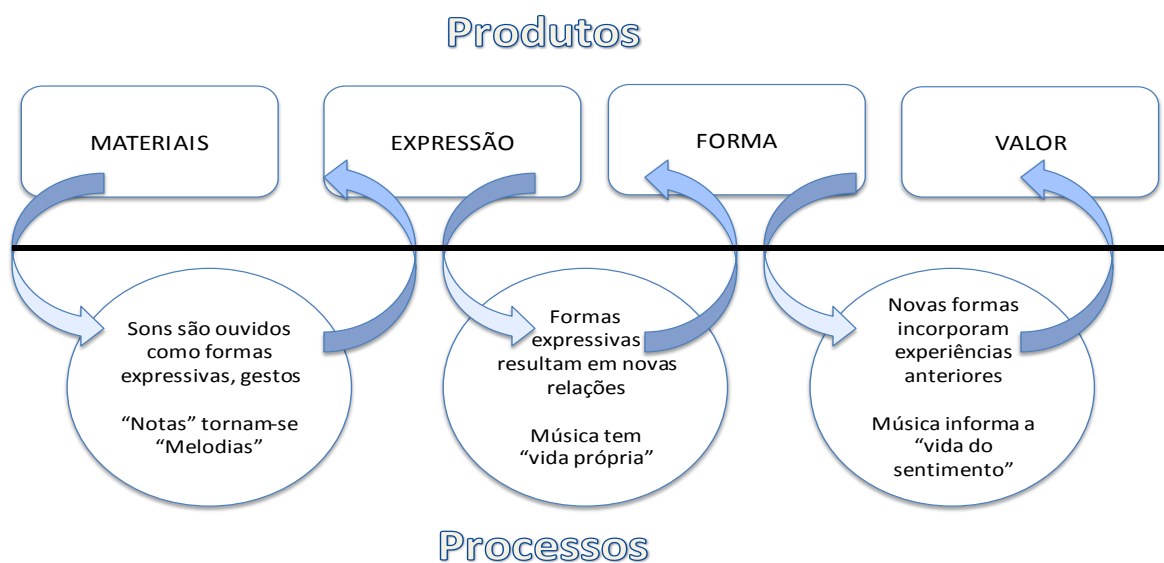 Produtos
MATERIAIS
EXPRESSÃO
FORMA
VALOR
Sons são ouvidos
como formas
expressivas, gestos
“Notas” tornam-se
“Melodias”
Formas
expressivas
resultam em novas
relações
Música tem
“vida própria”
Novas formas
incorporam
experiências
anteriores
Música informa a
“vida do
sentimento”
Processos